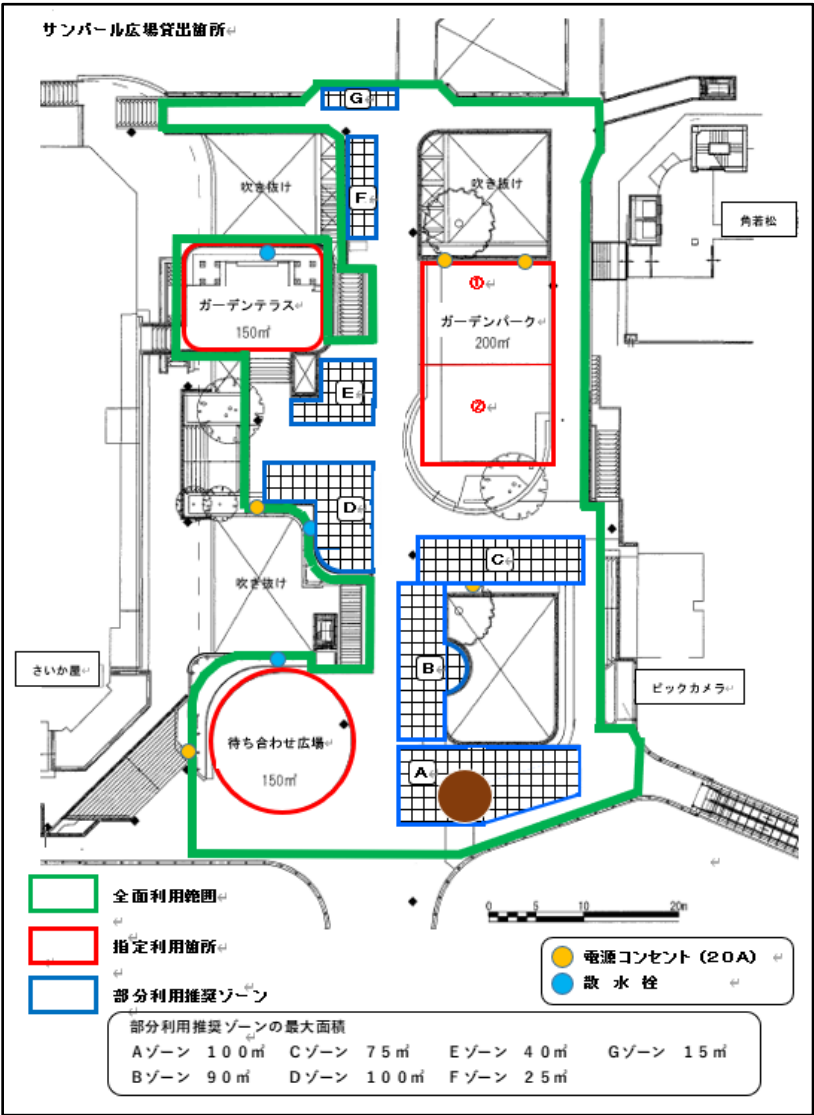 サンパール広場貸出箇所
G
F
吹き抜け
吹き抜け
角若松
ガーデンテラス
150㎡
①
ガーデンパーク
200㎡
E
②
D
C
吹き抜け
B
さいか屋
ビックカメラ
待ち合わせ広場
150㎡
A
全面利用範囲
指定利用箇所
部分利用推奨ゾーン
0 5 10 20m
電源コンセント（20A）
散 水 栓
部分利用推奨ゾーンの最大面積
Aゾーン 100㎡ Cゾーン 75㎡ Eゾーン 40㎡ Gゾーン 15㎡
Bゾーン 90㎡ Dゾーン 100㎡ Fゾーン 25㎡